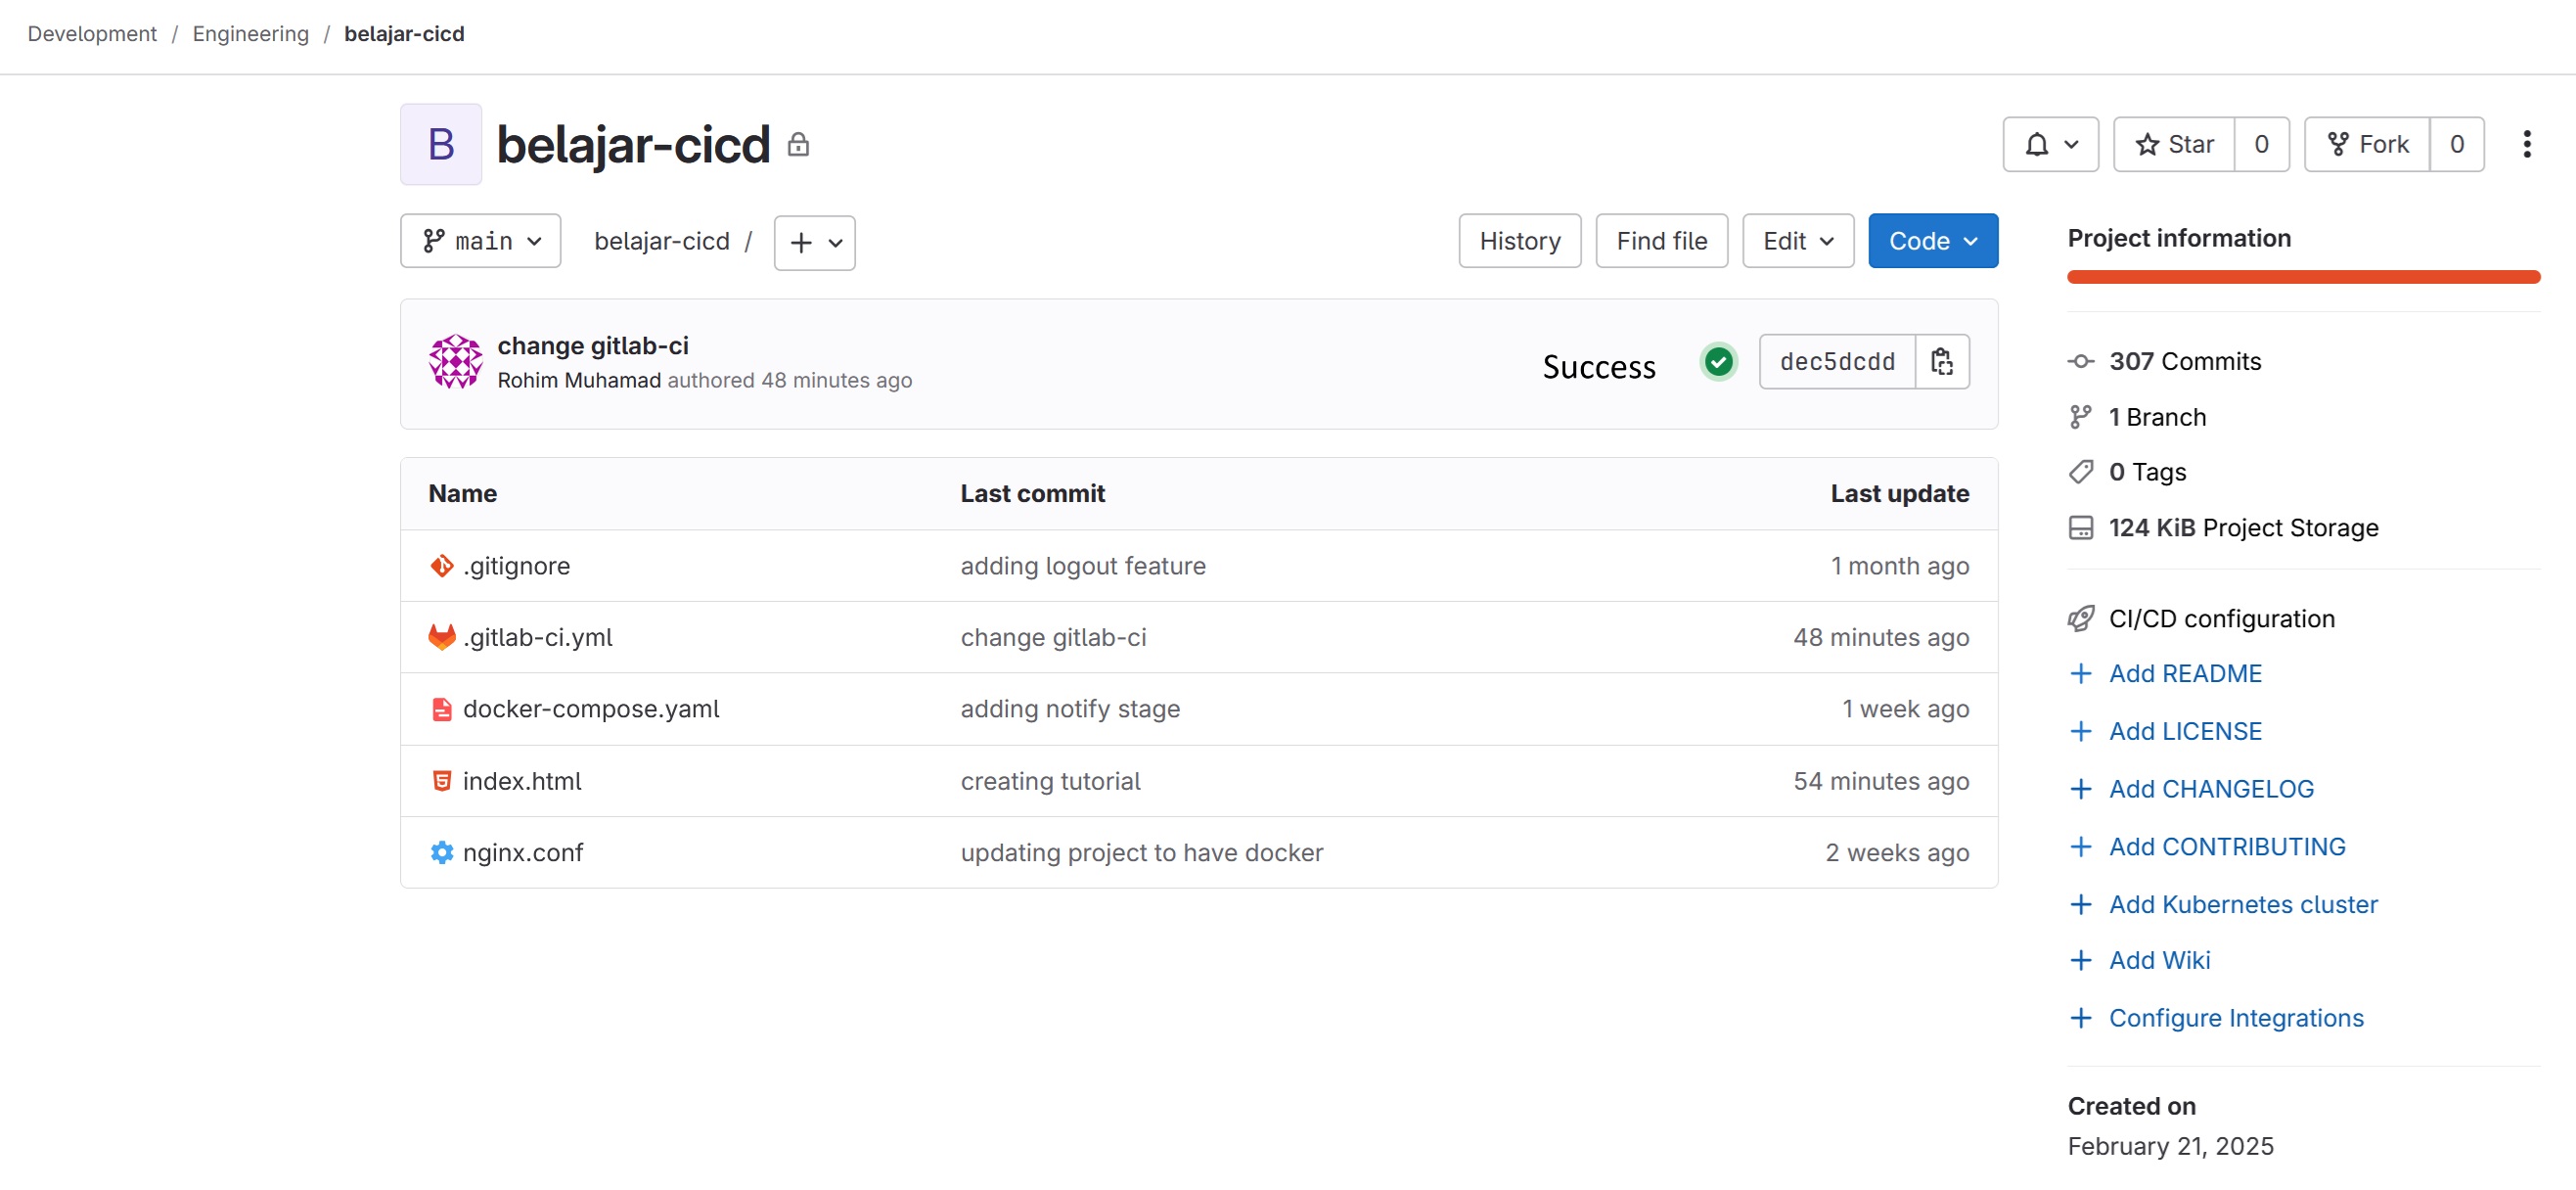 Development / Engineering / belajar-cicd
B belajar-cicd
Star 0 Fork 0
main belajar-cicd / History Find file Edit Code
change gitlab-ci
Rohim Muhamad authored 48 minutes ago
Success dec5dcdd
Name Last commit Last update
.gitignore adding logout feature 1 month ago
.gitlab-ci.yml change gitlab-ci 48 minutes ago
docker-compose.yaml adding notify stage 1 week ago
index.html creating tutorial 54 minutes ago
nginx.conf updating project to have docker 2 weeks ago
Project information
307 Commits
1 Branch
0 Tags
124 KiB Project Storage
CI/CD configuration
Add README
Add LICENSE
Add CHANGELOG
Add CONTRIBUTING
Add Kubernetes cluster
Add Wiki
Configure Integrations
Created on
February 21, 2025